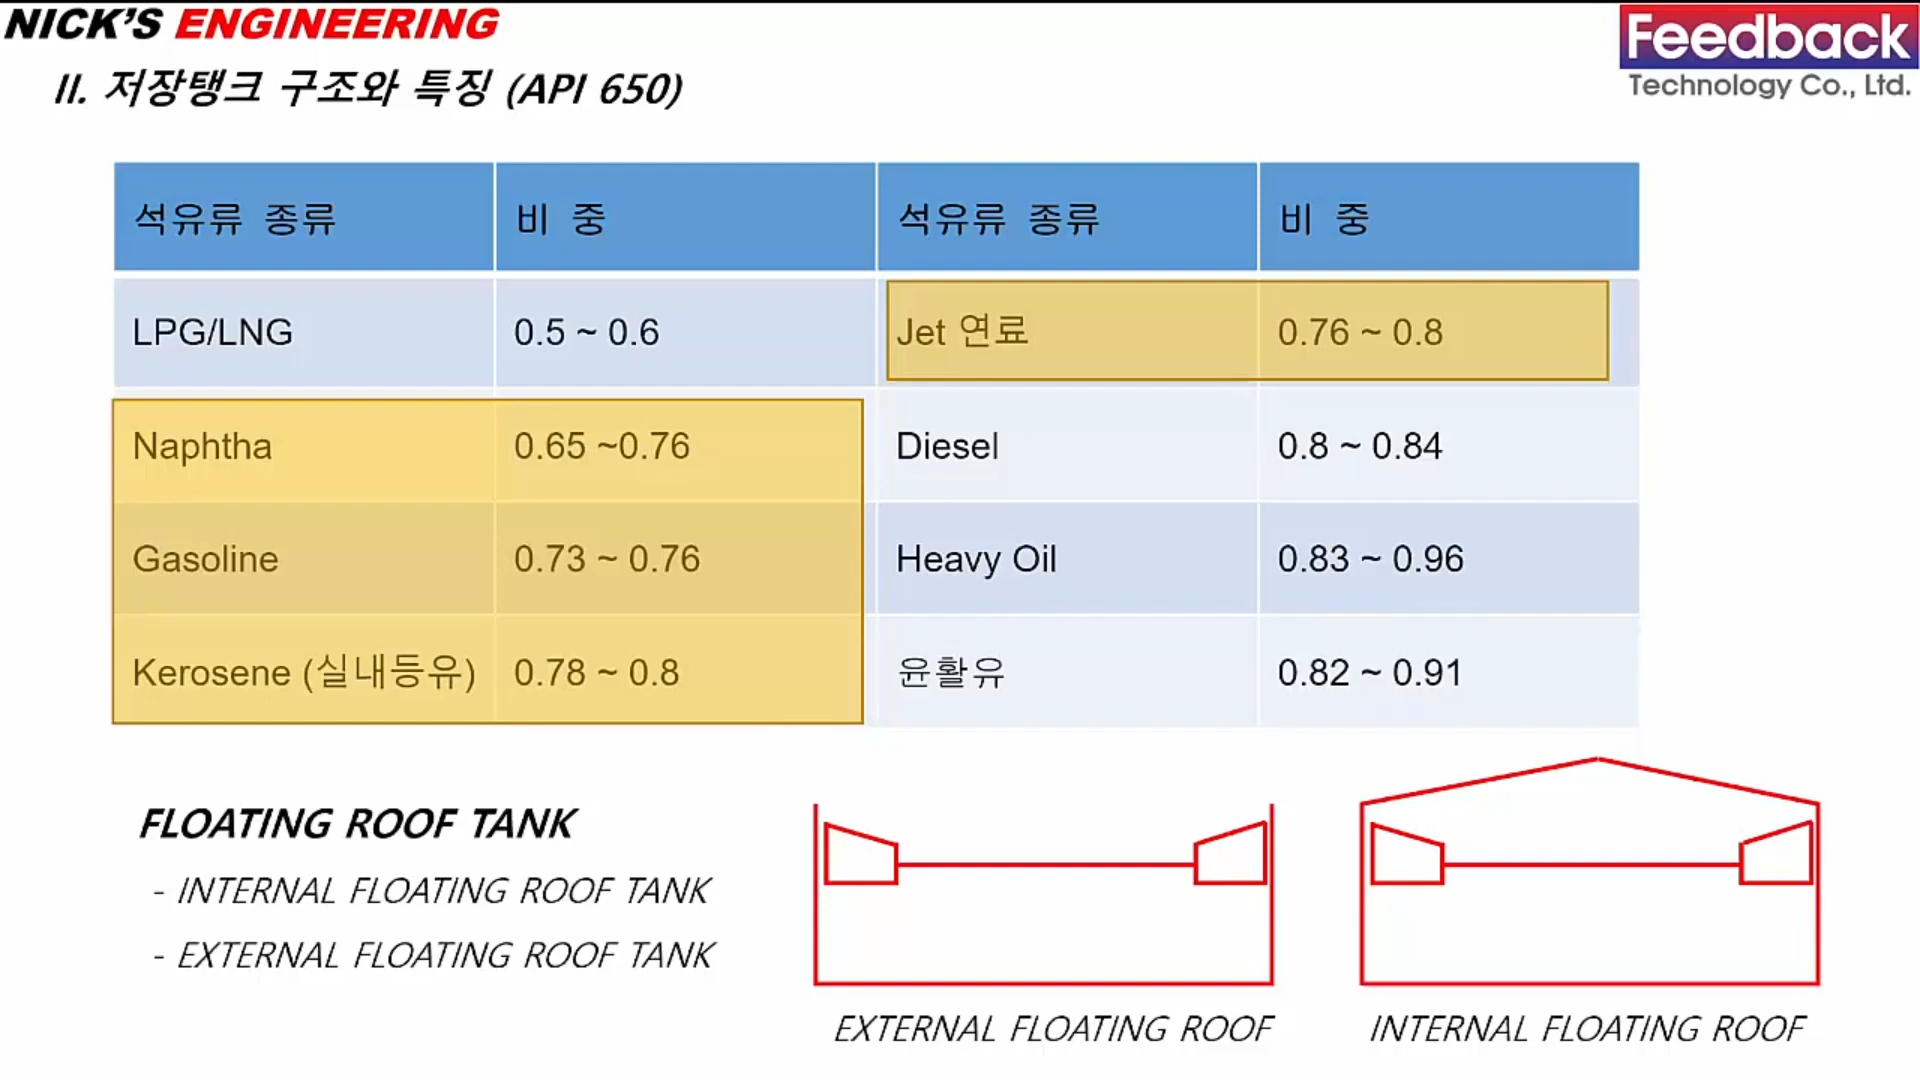 NICK'S ENGINEERING
Feedback
Technology Co., Ltd.
II. 저장탱크 구조와 특징 (API 650)
석유류 종류 비 중 석유류 종류 비 중
LPG/LNG 0.5 ~ 0.6 Jet 연료 0.76 ~ 0.8
Naphtha 0.65 ~0.76 Diesel 0.8 ~ 0.84
Gasoline 0.73 ~ 0.76 Heavy Oil 0.83 ~ 0.96
Kerosene (실내등유) 0.78 ~ 0.8 윤활유 0.82 ~ 0.91
FLOATING ROOF TANK
- INTERNAL FLOATING ROOF TANK
- EXTERNAL FLOATING ROOF TANK
EXTERNAL FLOATING ROOF
INTERNAL FLOATING ROOF